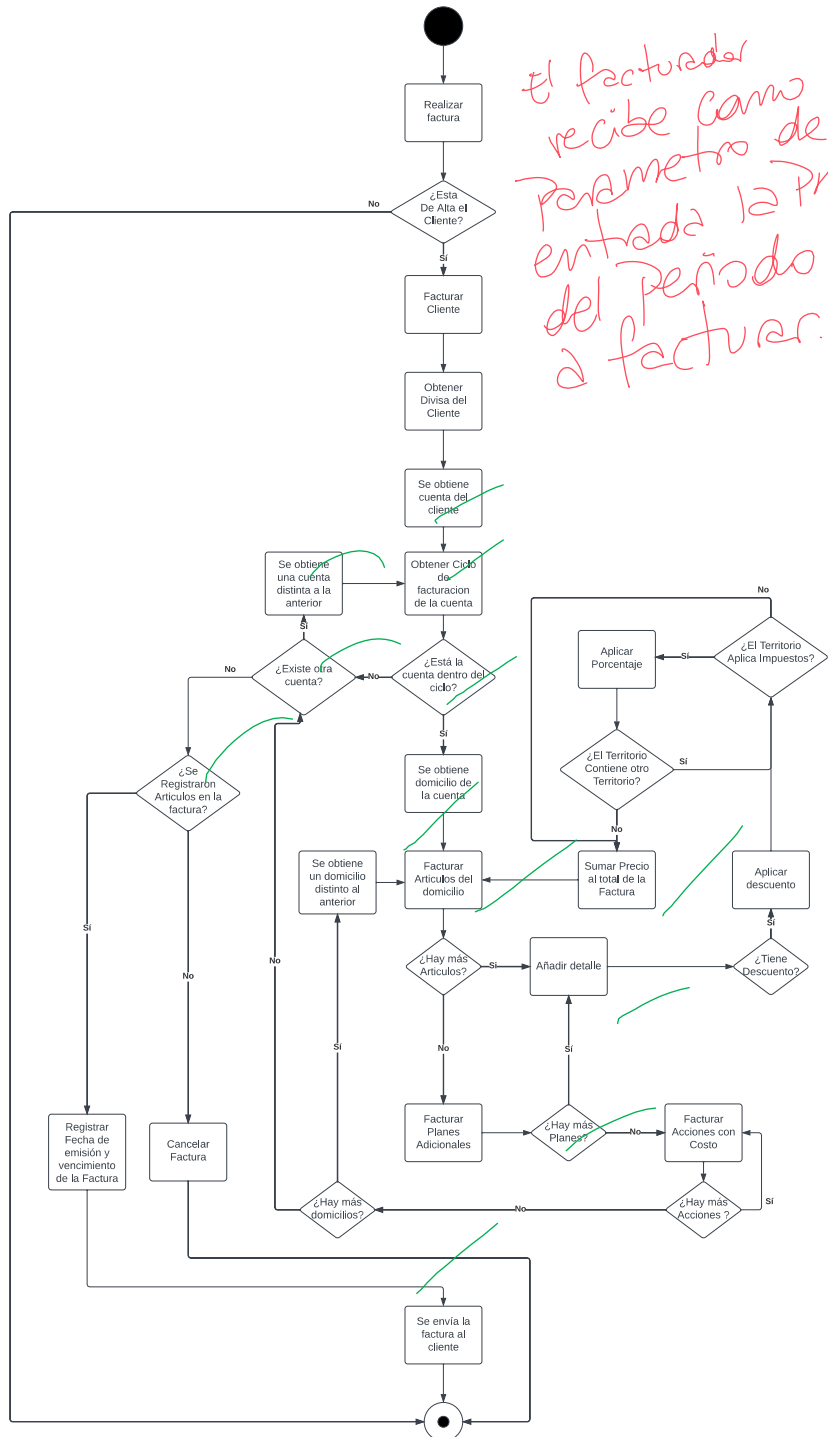 Realizar
factura
El facturador
recibe como
Parametro de
entrada la
del Periodo
a facturar.
¿Esta
De Alta el
Cliente?
No
Sí
Facturar
Cliente
Obtener
Divisa del
Cliente
Se obtiene
cuenta del
cliente
Se obtiene
una cuenta
distinta a la
anterior
Obtener Ciclo
de
facturacion
de la cuenta
Sí
¿Existe otra
cuenta?
No
No
¿Está la
cuenta dentro del
ciclo?
Sí
No
Aplicar
Porcentaje
Sí
¿El Territorio
Aplica Impuestos?
¿El Territorio
Contiene otro
Territorio?
Sí
No
¿Se
Registraron
Articulos en la
factura?
Se obtiene
domicilio de
la cuenta
Se obtiene
un domicilio
distinto al
anterior
Facturar
Articulos del
domicilio
Sumar Precio
al total de la
Factura
Aplicar
descuento
Sí
¿Tiene
Descuento?
¿Hay más
Articulos?
Si
Añadir detalle
Sí
No
No
Sí
No
Sí
Registrar
Fecha de
emisión y
vencimiento
de la Factura
Cancelar
Factura
Facturar
Planes
Adicionales
¿Hay más
Planes?
No
Facturar
Acciones con
Costo
¿Hay más
domicilios?
No
¿Hay más
Acciones ?
Sí
Se envía la
factura al
cliente